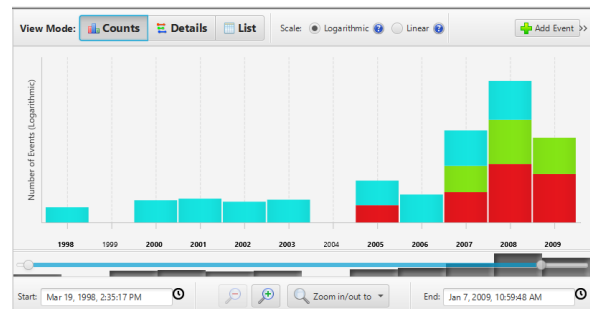 View Mode: Counts Details List Scale: Logarithmic ? Linear ? Add Event >>
Number of Events (Logarithmic)
1998 1999 2000 2001 2002 2003 2004 2005 2006 2007 2008 2009
Start: Mar 19, 1998, 2:35:17 PM Zoom in/out to End: Jan 7, 2009, 10:59:48 AM